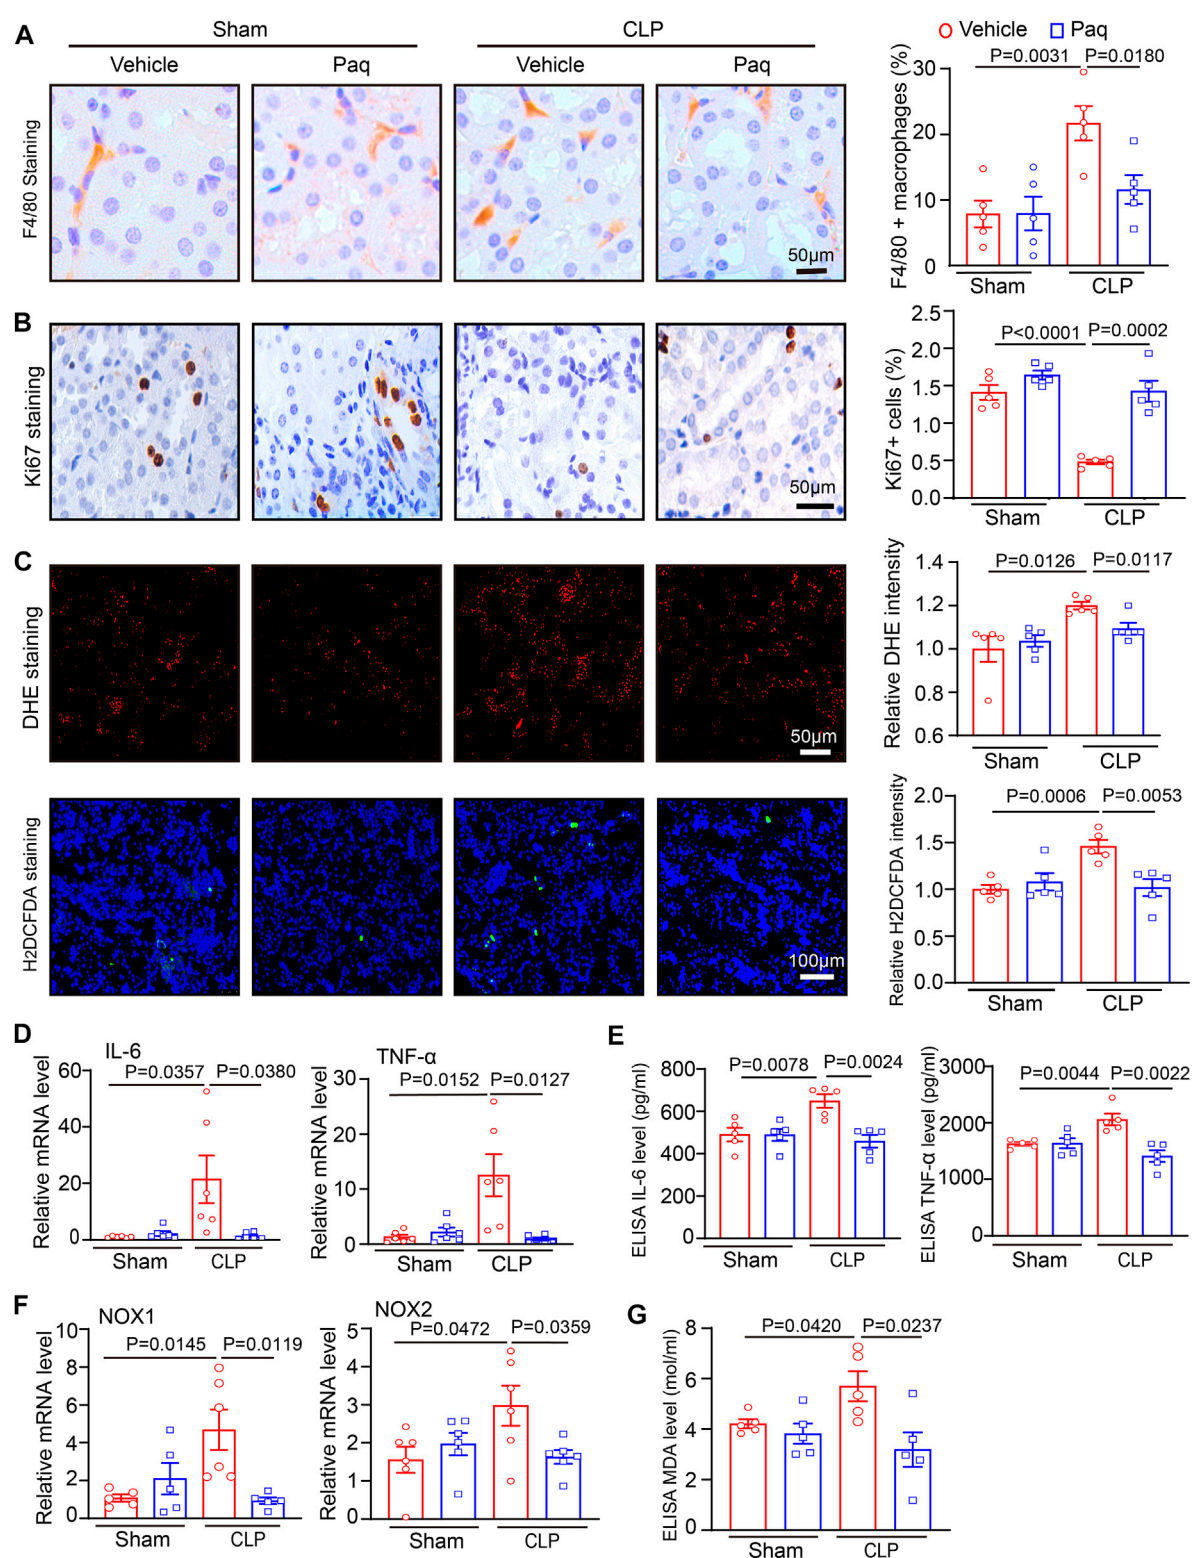 A
Sham
CLP
Vehicle
Paq
Vehicle
Paq
F4/80 Staining
50μm
Vehicle
Paq
P=0.0031
P=0.0180
F4/80 + macrophages (%)
30
20
10
0
Sham
CLP
B
Ki67 staining
50μm
P<0.0001
P=0.0002
Ki67+ cells (%)
2.5
2.0
1.5
1.0
0.5
0.0
Sham
CLP
C
DHE staining
50μm
P=0.0126
P=0.0117
Relative DHE intensity
1.4
1.2
1.0
0.8
0.6
Sham
CLP
H2DCFDA staining
100μm
P=0.0006
P=0.0053
Relative H2DCFDA intensity
2.0
1.5
1.0
0.5
0.0
Sham
CLP
D
IL-6
P=0.0357
P=0.0380
Relative mRNA level
60
40
20
0
Sham
CLP
TNF-α
P=0.0152
P=0.0127
Relative mRNA level
30
20
10
0
Sham
CLP
E
P=0.0078
P=0.0024
ELISA IL-6 level (pg/ml)
800
600
400
200
0
Sham
CLP
P=0.0044
P=0.0022
ELISA TNF-α level (pg/ml)
3000
2000
1000
0
Sham
CLP
F
NOX1
P=0.0145
P=0.0119
Relative mRNA level
10
8
6
4
2
0
Sham
CLP
NOX2
P=0.0472
P=0.0359
Relative mRNA level
5
4
3
2
1
0
Sham
CLP
G
P=0.0420
P=0.0237
ELISA MDA level (mol/ml)
8
6
4
2
0
Sham
CLP